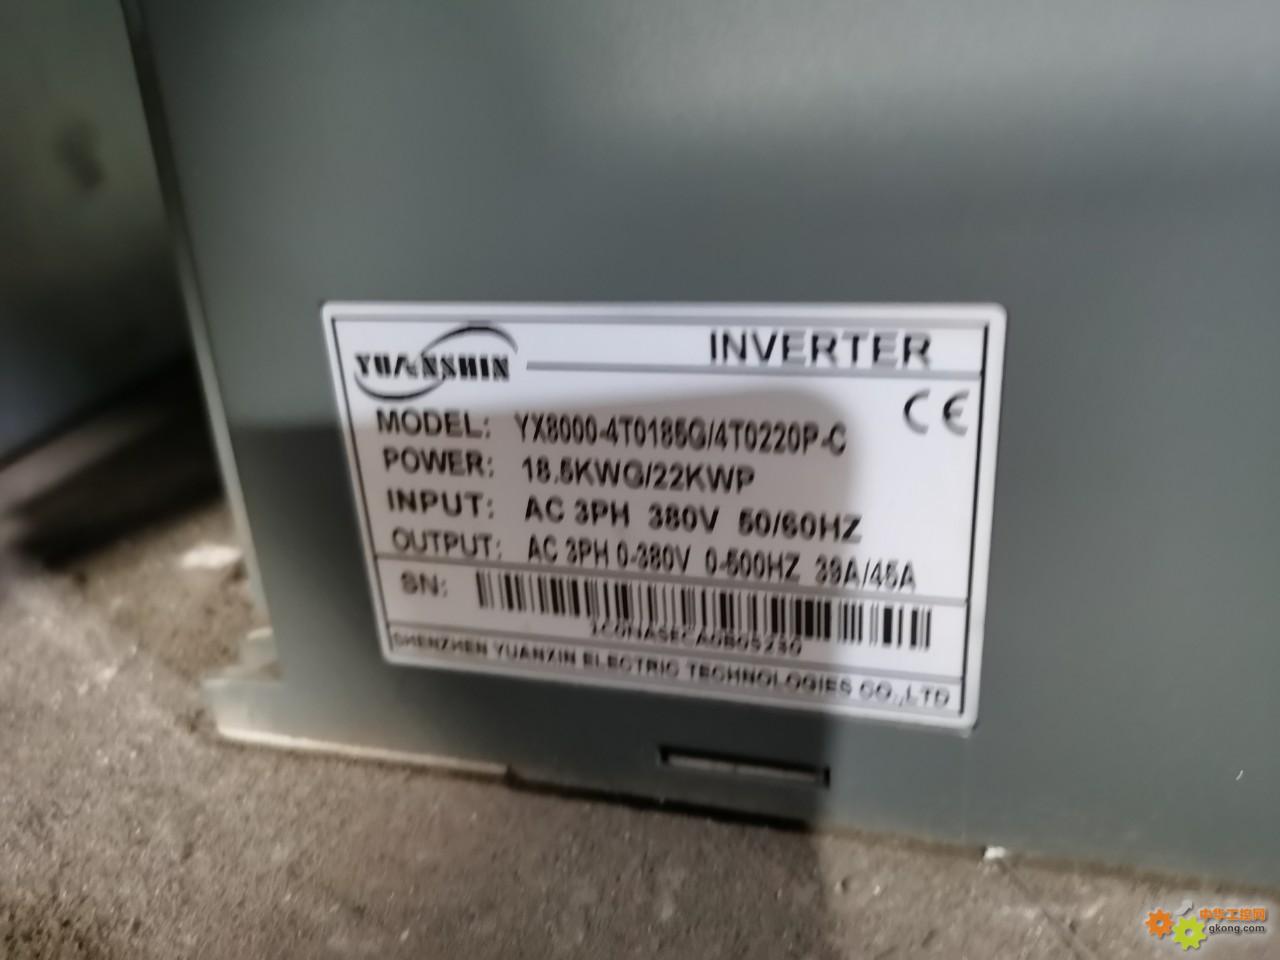 YUANSHIN
INVERTER
CE
MODEL: YX8000-4T0185G/4T0220P-C
POWER: 18.5KWG/22KWP
INPUT: AC 3PH 380V 50/60HZ
OUTPUT: AC 3PH 0-380V 0-500HZ 39A/45A
SN:
SHENZHEN YUANXIN ELECTRIC TECHNOLOGIES CO.,LTD
中华工控网
gkong.com